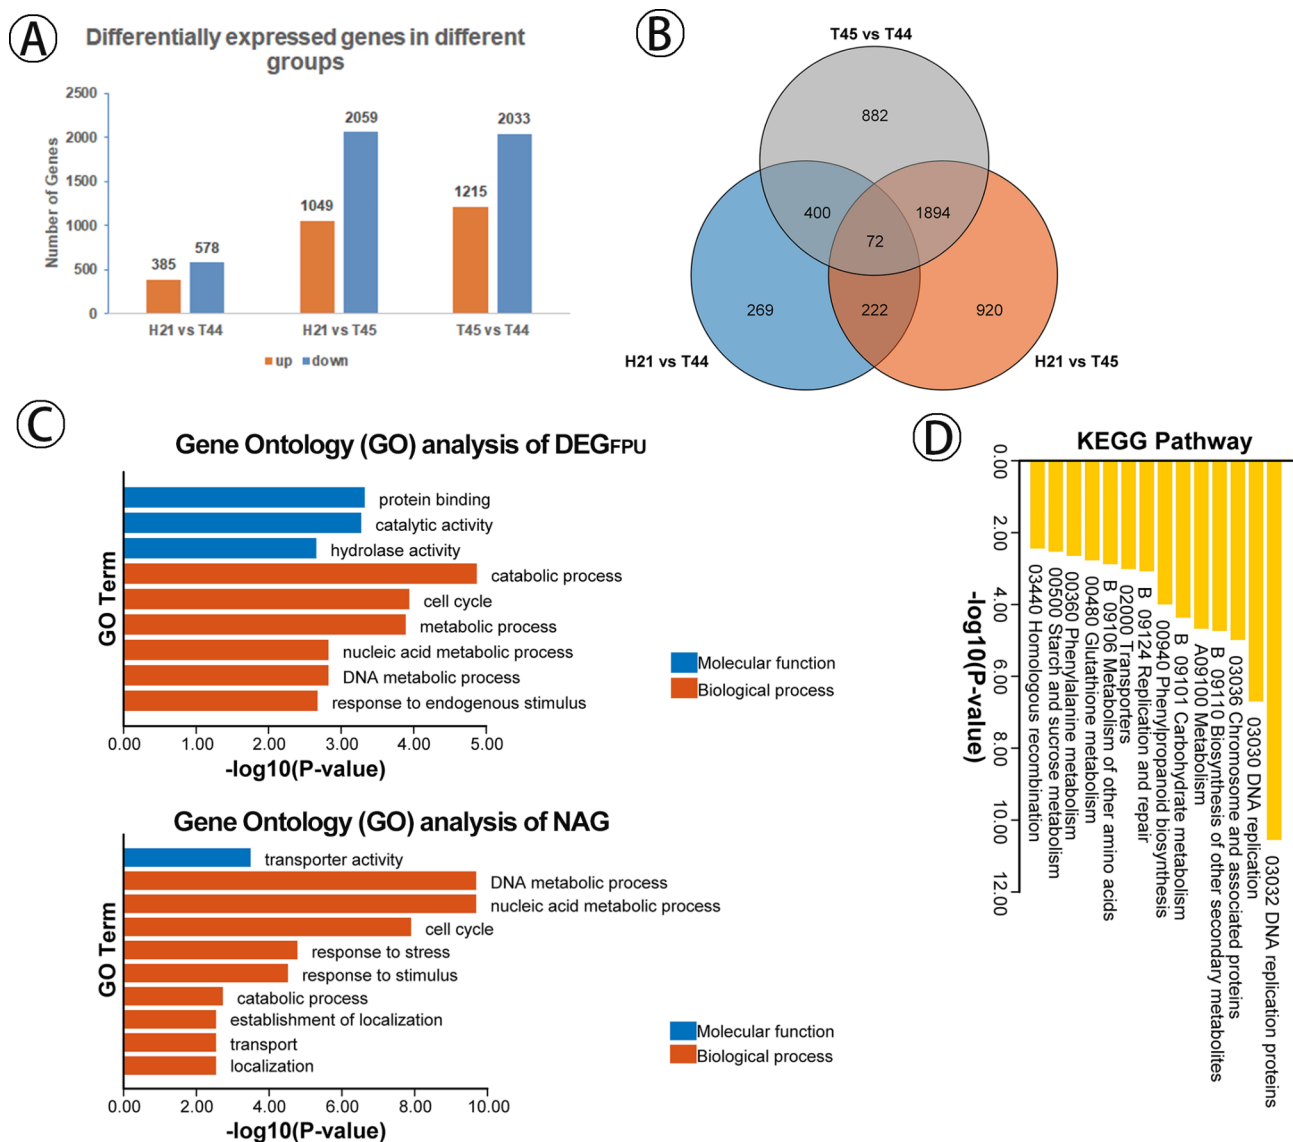 A
Differentially expressed genes in different
groups
Number of Genes
2500
2000
1500
1000
500
0
385
578
1049
2059
1215
2033
H21 vs T44
H21 vs T45
T45 vs T44
up
down
B
T45 vs T44
882
400
1894
72
269
222
920
H21 vs T44
H21 vs T45
C
Gene Ontology (GO) analysis of DEGFPU
GO Term
protein binding
catalytic activity
hydrolase activity
catabolic process
cell cycle
metabolic process
nucleic acid metabolic process
DNA metabolic process
response to endogenous stimulus
Molecular function
Biological process
0.00 1.00 2.00 3.00 4.00 5.00
-log10(P-value)
Gene Ontology (GO) analysis of NAG
GO Term
transporter activity
DNA metabolic process
nucleic acid metabolic process
cell cycle
response to stress
response to stimulus
catabolic process
establishment of localization
transport
localization
Molecular function
Biological process
0.00 2.00 4.00 6.00 8.00 10.00
-log10(P-value)
D
KEGG Pathway
0.00 2.00 4.00 6.00 8.00 10.00 12.00
-log10(P-value)
03440 Homologous recombination
00500 Starch and sucrose metabolism
00360 Phenylalanine metabolism
00480 Glutathione metabolism
B 09106 Metabolism of other amino acids
02000 Transporters
B 09124 Replication and repair
00940 Phenylpropanoid biosynthesis
B 09101 Carbohydrate metabolism
A09100 Metabolism
B 09110 Biosynthesis of other secondary metabolites
03036 Chromosome and associated proteins
03030 DNA replication
03032 DNA replication proteins